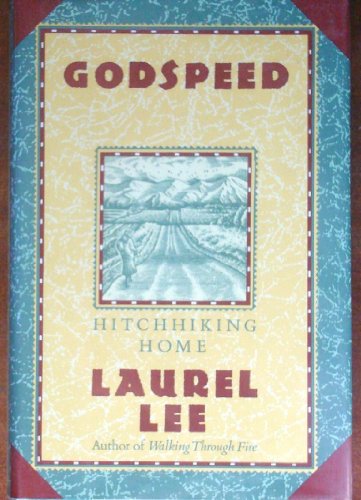 GODSPEED
HITCHHIKING
HOME
LAUREL
LEE
Author of Walking Through Fire